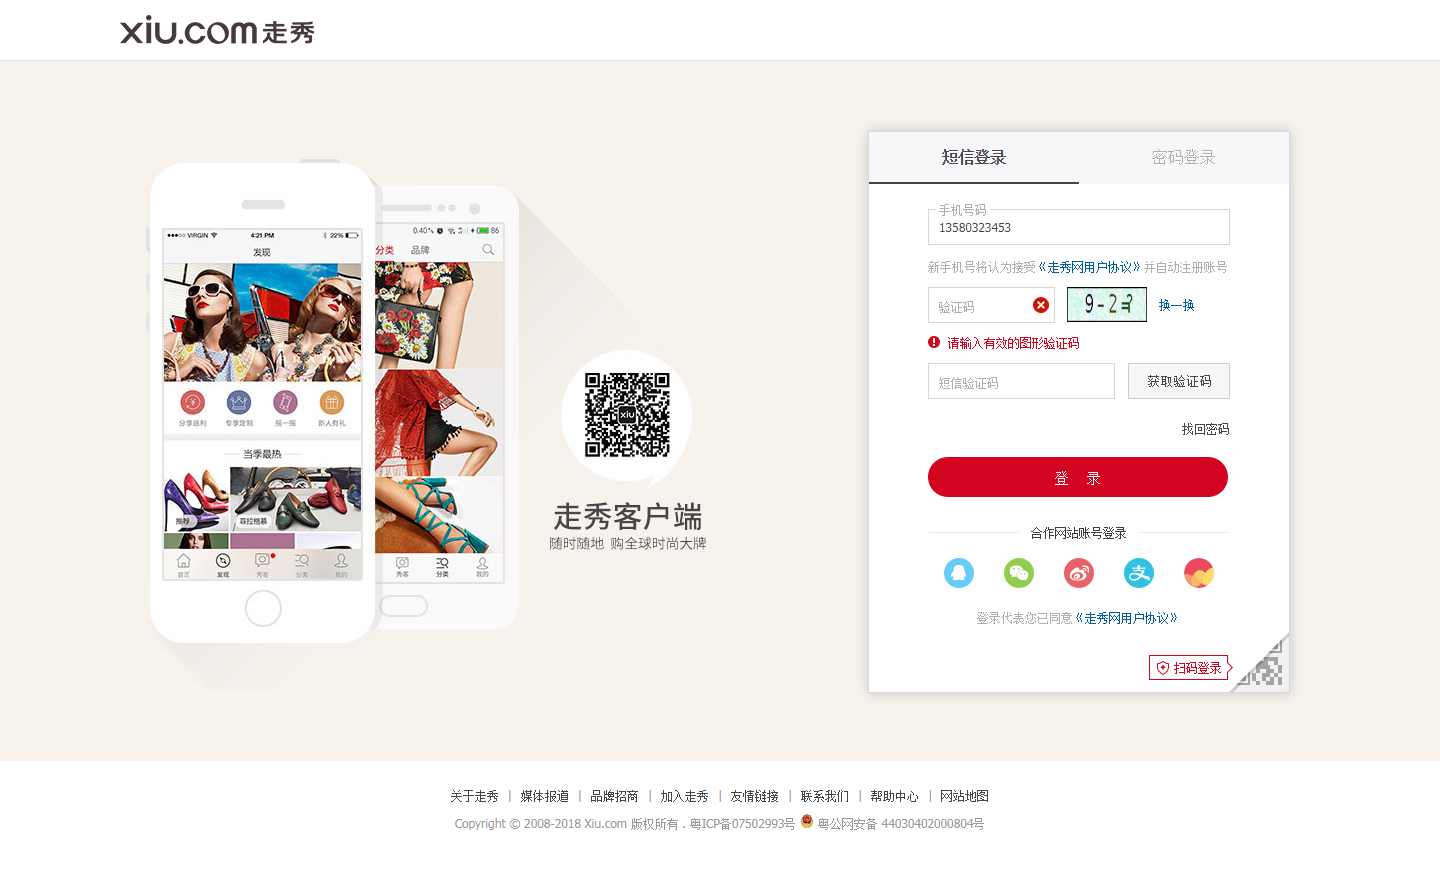 xiu.com走秀
短信登录
密码登录
手机号码
13580323453
新手机号将认为接受《走秀网用户协议》并自动注册账号
验证码
9-2=?
换一换
请输入有效的图形验证码
短信验证码
获取验证码
找回密码
登 录
合作网站账号登录
登录代表您已同意《走秀网用户协议》
扫码登录
VIRGIN
4:21 PM
22%
发现
分享返利
专享定制
摇一摇
新人有礼
当季最热
推荐
菲拉格慕
首页
发现
秀客
分类
我的
0.40
86
分类
品牌
秀客
分类
我的
xiu
走秀客户端
随时随地 购全球时尚大牌
关于走秀 | 媒体报道 | 品牌招商 | 加入走秀 | 友情链接 | 联系我们 | 帮助中心 | 网站地图
Copyright © 2008-2018 Xiu.com 版权所有 . 粤ICP备07502993号 粤公网安备 44030402000804号